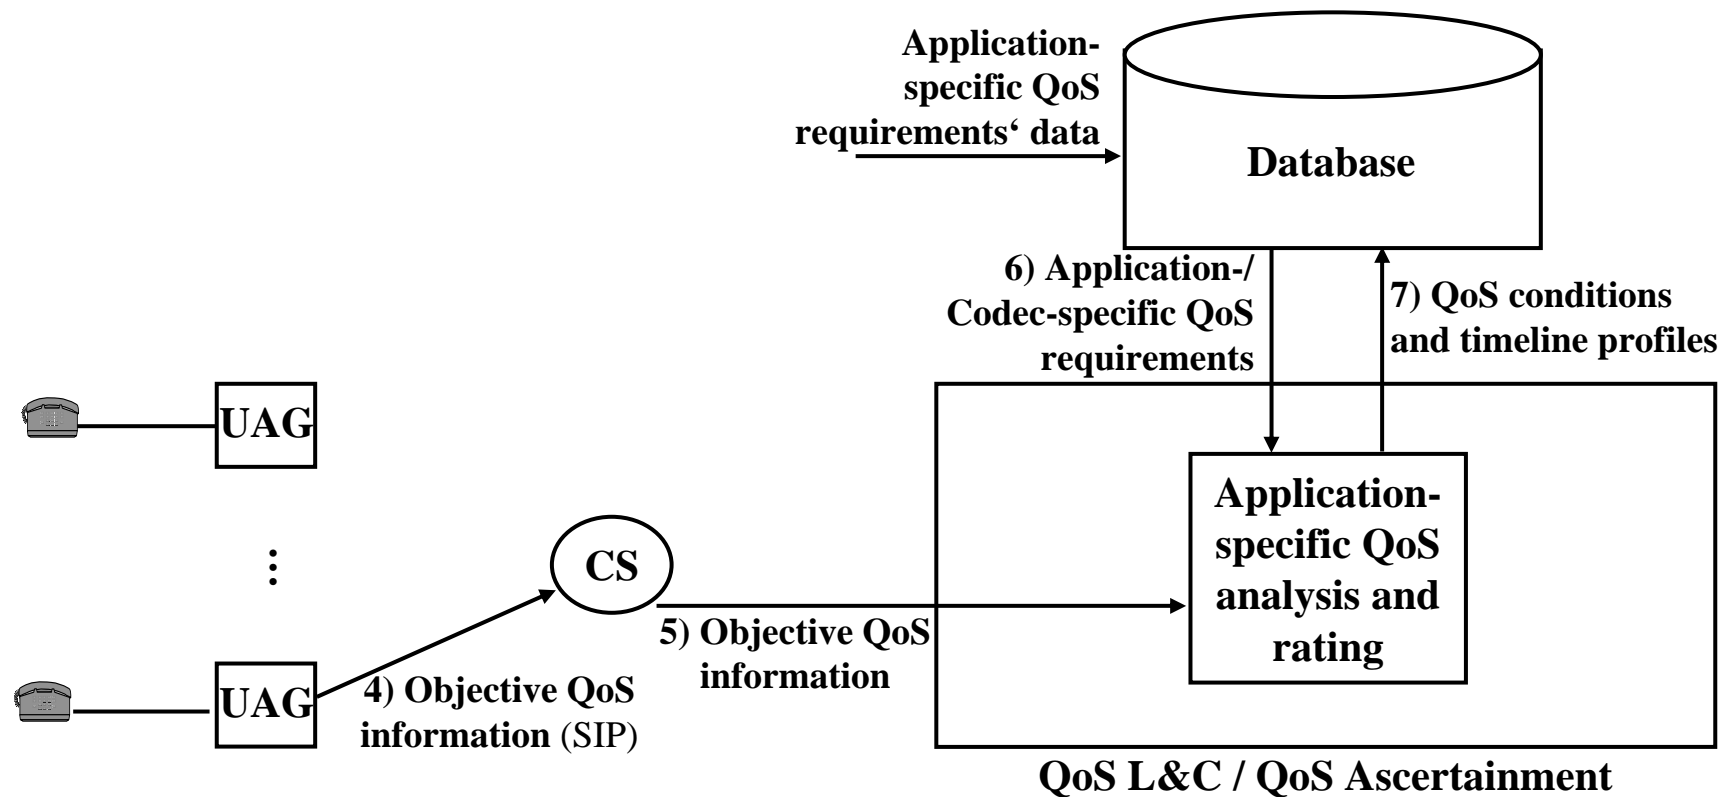 Application-
specific QoS
requirements‘ data
Database
6) Application-/
Codec-specific QoS
requirements
7) QoS conditions
and timeline profiles
UAG
Application-
specific QoS
analysis and
rating
CS
5) Objective QoS
information
UAG
4) Objective QoS
information (SIP)
QoS L&C / QoS Ascertainment